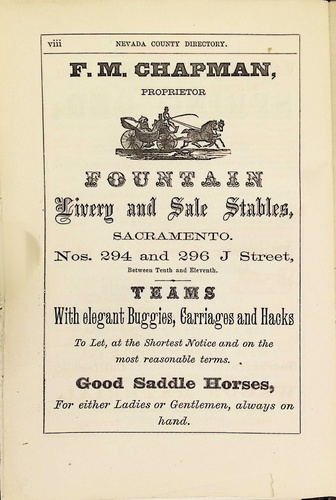 viii NEVADA COUNTY DIRECTORY.
F. M. CHAPMAN,
PROPRIETOR
FOUNTAIN
Livery and Sale Stables,
SACRAMENTO.
Nos. 294 and 296 J Street,
Between Tenth and Eleventh.
TEAMS
With elegant Buggies, Carriages and Hacks
To Let, at the Shortest Notice and on the
most reasonable terms.
Good Saddle Horses,
For either Ladies or Gentlemen, always on
hand.